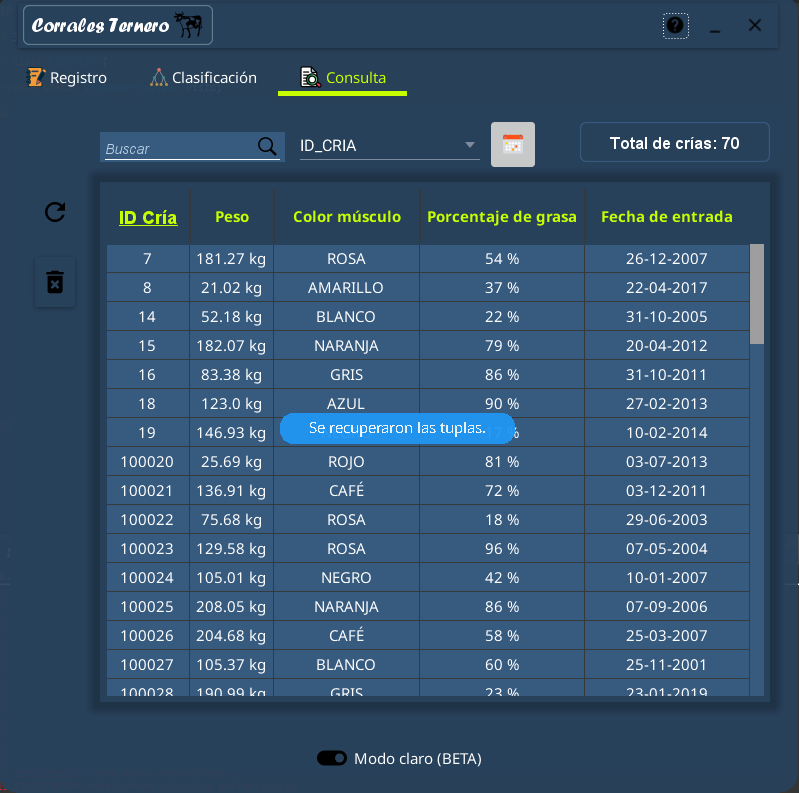 Corrales Ternero
Registro
Clasificación
Consulta
Buscar
ID_CRIA
Total de crías: 70
ID Cría Peso Color músculo Porcentaje de grasa Fecha de entrada
7 181.27 kg ROSA 54 % 26-12-2007
8 21.02 kg AMARILLO 37 % 22-04-2017
14 52.18 kg BLANCO 22 % 31-10-2005
15 182.07 kg NARANJA 79 % 20-04-2012
16 83.38 kg GRIS 86 % 31-10-2011
18 123.0 kg AZUL 90 % 27-02-2013
Se recuperaron las tuplas.
19 146.93 kg % 10-02-2014
100020 25.69 kg ROJO 81 % 03-07-2013
100021 136.91 kg CAFÉ 72 % 03-12-2011
100022 75.68 kg ROSA 18 % 29-06-2003
100023 129.58 kg ROSA 96 % 07-05-2004
100024 105.01 kg NEGRO 42 % 10-01-2007
100025 208.05 kg NARANJA 86 % 07-09-2006
100026 204.68 kg CAFÉ 58 % 25-03-2007
100027 105.37 kg BLANCO 60 % 25-11-2001
100028 190.99 kg GRIS 23 % 23-01-2019
Modo claro (BETA)